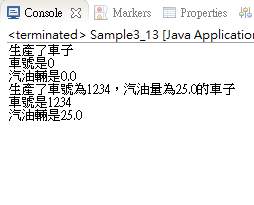 Console Markers Properties
<terminated> Sample3_13 [Java Application
生產了車子
車號是0
汽油輛是0.0
生產了車號為1234，汽油量為25.0的車子
車號是1234
汽油輛是25.0